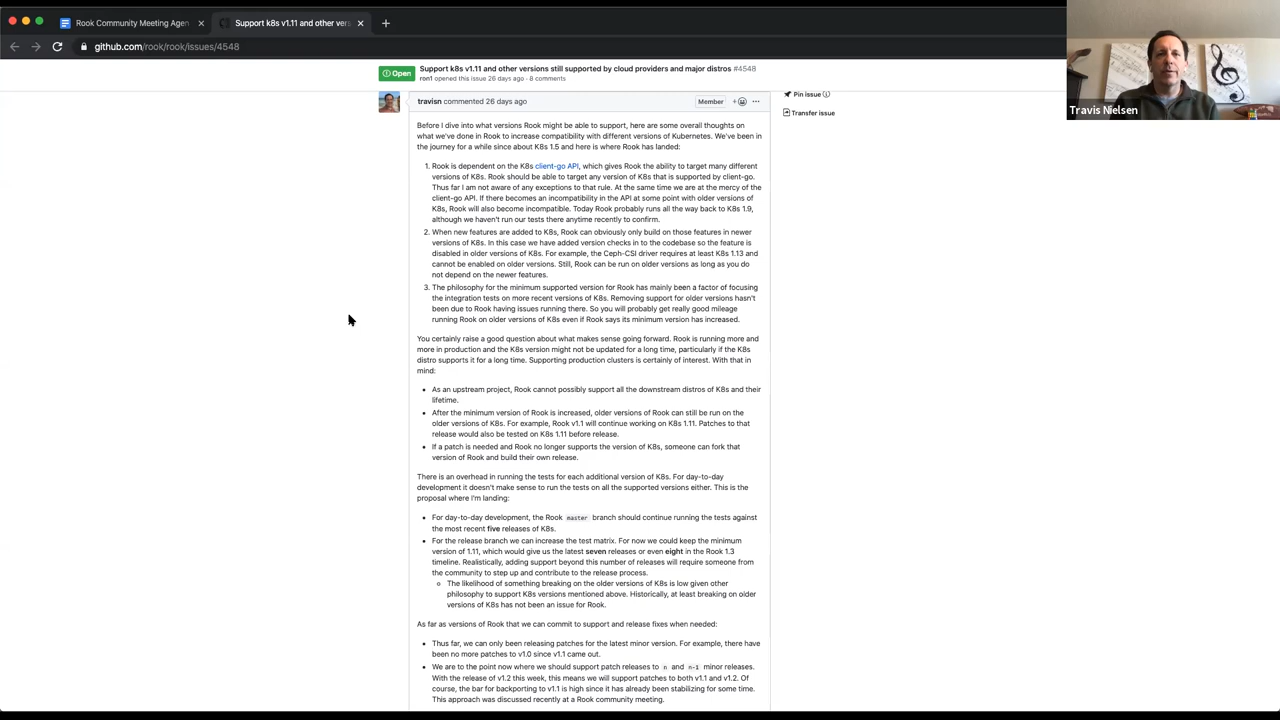 Rook Community Meeting Agen
Support k8s v1.11 and other ver
github.com/rook/rook/issues/4548
Travis Nielsen
Open
Support k8s v1.11 and other versions still supported by cloud providers and major distros #4548
ron1 opened this issue 26 days ago · 8 comments
travisn commented 26 days ago
Member
Pin issue
Transfer issue
Before I dive into what versions Rook might be able to support, here are some overall thoughts on
what we've done in Rook to increase compatibility with different versions of Kubernetes. We've been in
the journey for a while since about K8s 1.5 and here is where Rook has landed:
1. Rook is dependent on the K8s client-go API, which gives Rook the ability to target many different
versions of K8s. Rook should be able to target any version of K8s that is supported by client-go.
Thus far I am not aware of any exceptions to that rule. At the same time we are at the mercy of the
client-go API. If there becomes an incompatibility in the API at some point with older versions of
K8s, Rook will also become incompatible. Today Rook probably runs all the way back to K8s 1.9,
although we haven't run our tests there anytime recently to confirm.
2. When new features are added to K8s, Rook can obviously only build on those features in newer
versions of K8s. In this case we have added version checks in to the codebase so the feature is
disabled in older versions of K8s. For example, the Ceph-CSI driver requires at least K8s 1.13 and
cannot be enabled on older versions. Still, Rook can be run on older versions as long as you do
not depend on the newer features.
3. The philosophy for the minimum supported version for Rook has mainly been a factor of focusing
the integration tests on more recent versions of K8s. Removing support for older versions hasn't
been due to Rook having issues running there. So you will probably get really good mileage
running Rook on older versions of K8s even if Rook says its minimum version has increased.
You certainly raise a good question about what makes sense going forward. Rook is running more and
more in production and the K8s version might not be updated for a long time, particularly if the K8s
distro supports it for a long time. Supporting production clusters is certainly of interest. With that in
mind:
• As an upstream project, Rook cannot possibly support all the downstream distros of K8s and their
lifetime.
• After the minimum version of Rook is increased, older versions of Rook can still be run on the
older versions of K8s. For example, Rook v1.1 will continue working on K8s 1.11. Patches to that
release would also be tested on K8s 1.11 before release.
• If a patch is needed and Rook no longer supports the version of K8s, someone can fork that
version of Rook and build their own release.
There is an overhead in running the tests for each additional version of K8s. For day-to-day
development it doesn't make sense to run the tests on all the supported versions either. This is the
proposal where I'm landing:
• For day-to-day development, the Rook master branch should continue running the tests against
the most recent five releases of K8s.
• For the release branch we can increase the test matrix. For now we could keep the minimum
version of 1.11, which would give us the latest seven releases or even eight in the Rook 1.3
timeline. Realistically, adding support beyond this number of releases will require someone from
the community to step up and contribute to the release process.
○ The likelihood of something breaking on the older versions of K8s is low given other
philosophy to support K8s versions mentioned above. Historically, at least breaking on older
versions of K8s has not been an issue for Rook.
As far as versions of Rook that we can commit to support and release fixes when needed:
• Thus far, we can only been releasing patches for the latest minor version. For example, there have
been no more patches to v1.0 since v1.1 came out.
• We are to the point now where we should support patch releases to n and n-1 minor releases.
With the release of v1.2 this week, this means we will support patches to both v1.1 and v1.2. Of
course, the bar for backporting to v1.1 is high since it has already been stabilizing for some time.
This approach was discussed recently at a Rook community meeting.